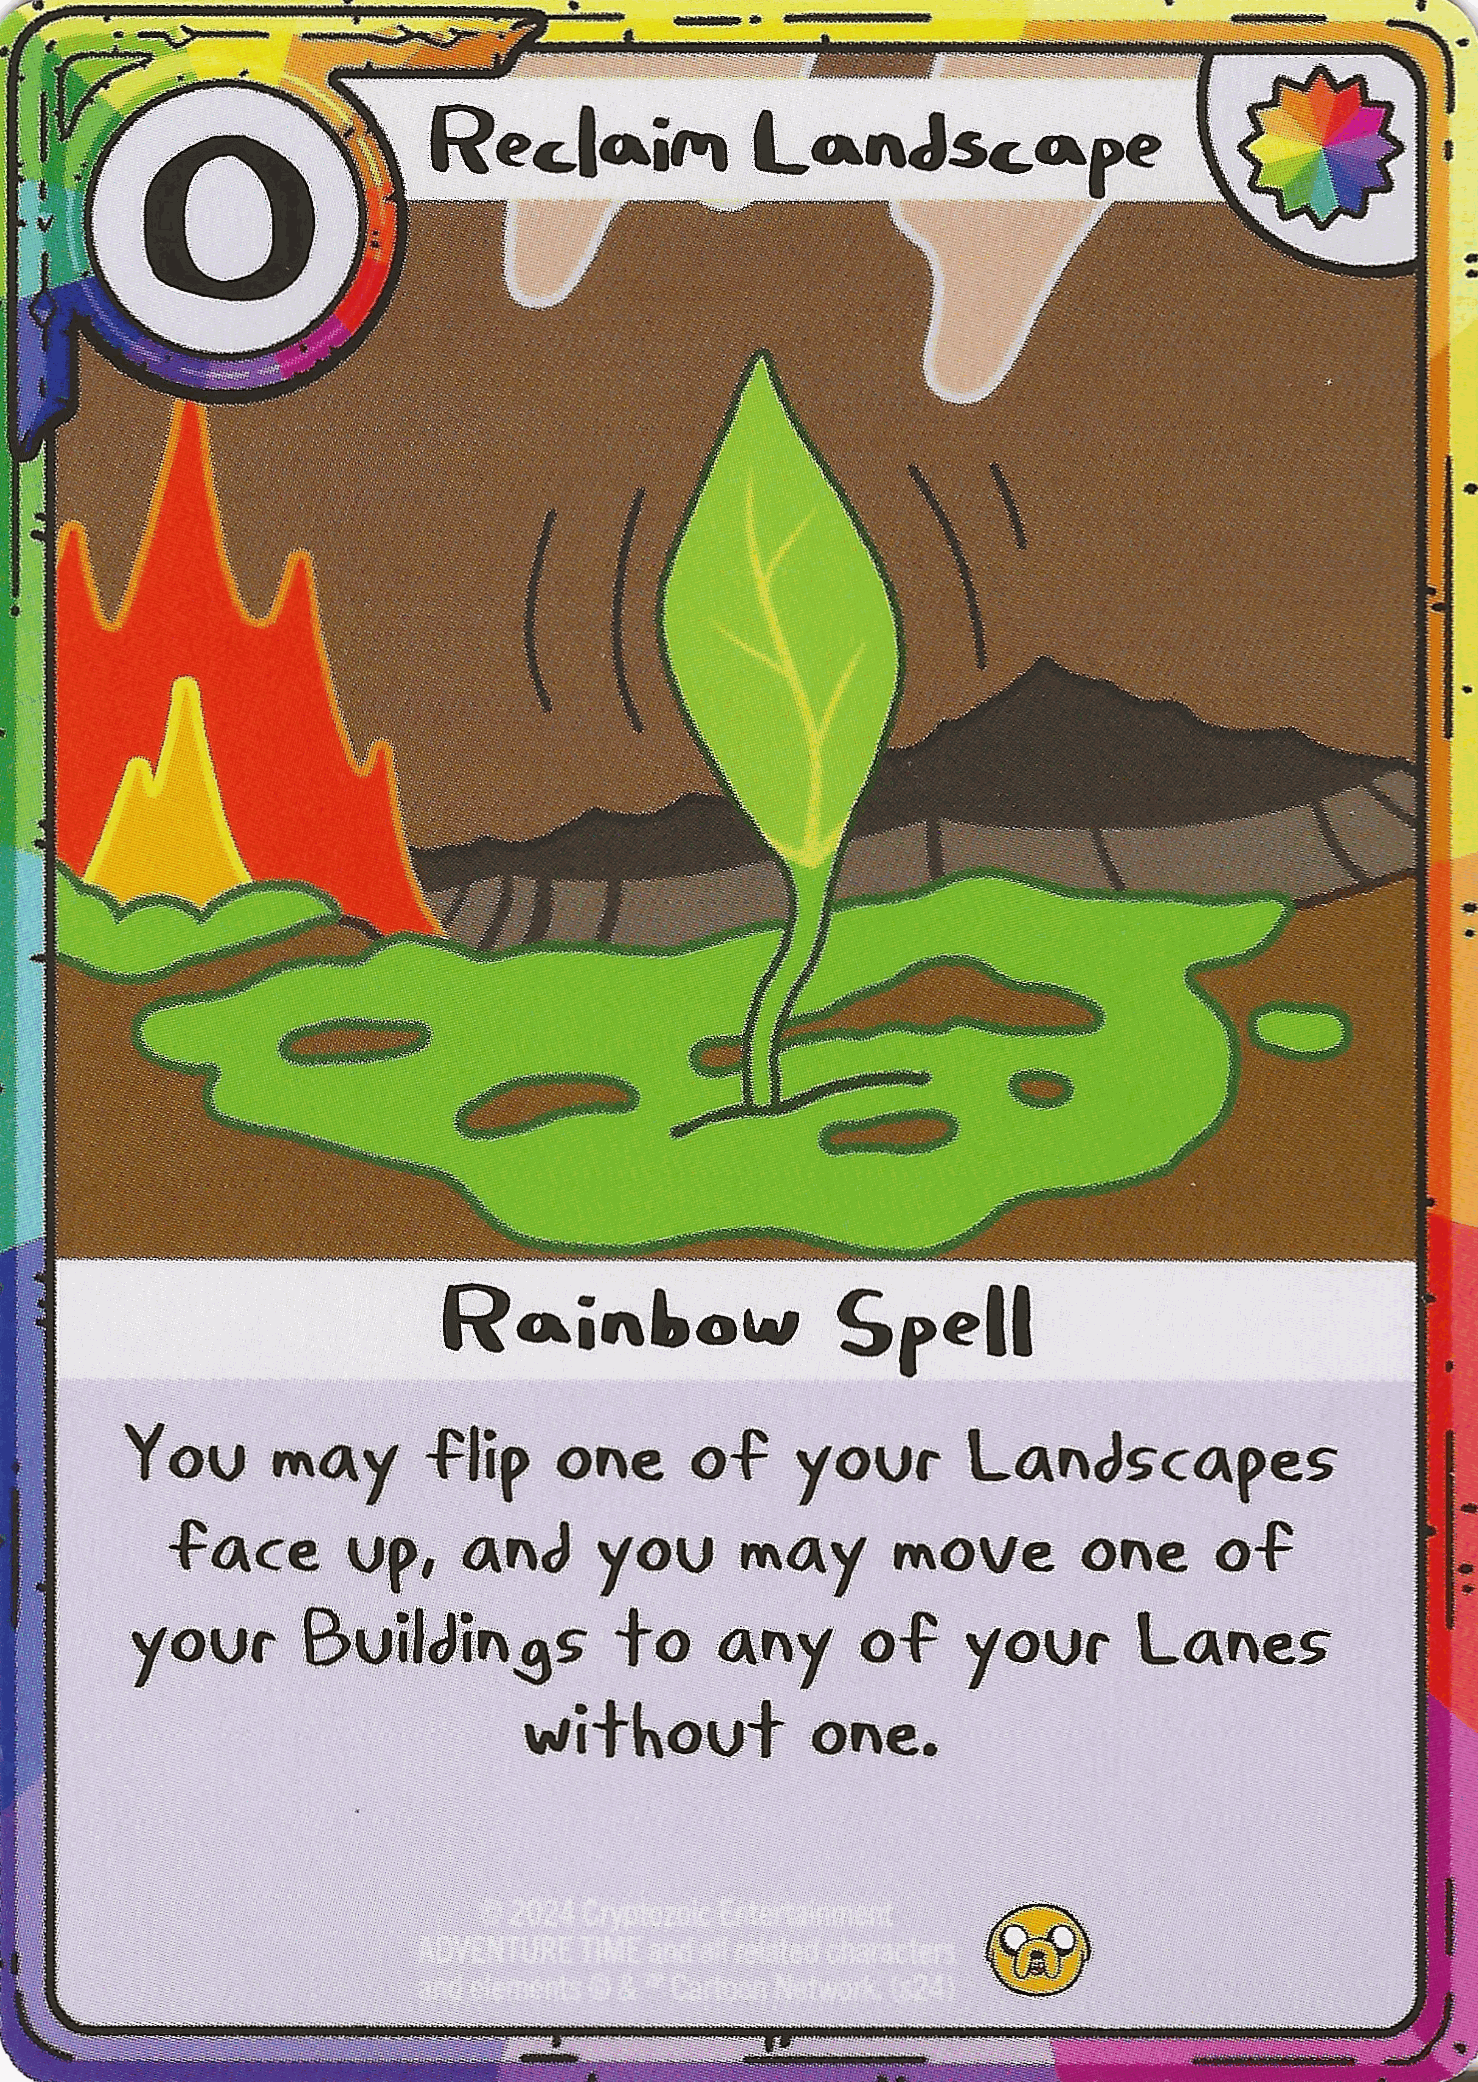 0
Reclaim Landscape
Rainbow Spell
You may flip one of your Landscapes
face up, and you may move one of
your Buildings to any of your Lanes
without one.
© 2024 Cryptozoic Entertainment
ADVENTURE TIME and all related characters
and elements © & ™ Cartoon Network. (s24)